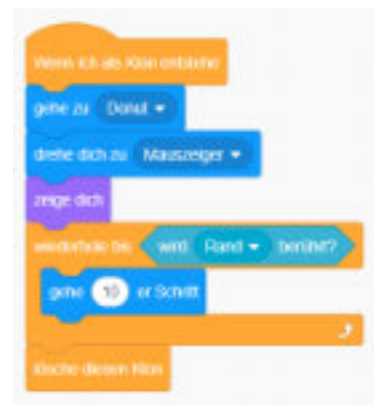 Wenn ich als Klon entstehe
gehe zu Donut
drehe dich zu Mauszeiger
zeige dich
wiederhole bis wird Rand berührt?
gehe 10 er Schritt
lösche diesen Klon